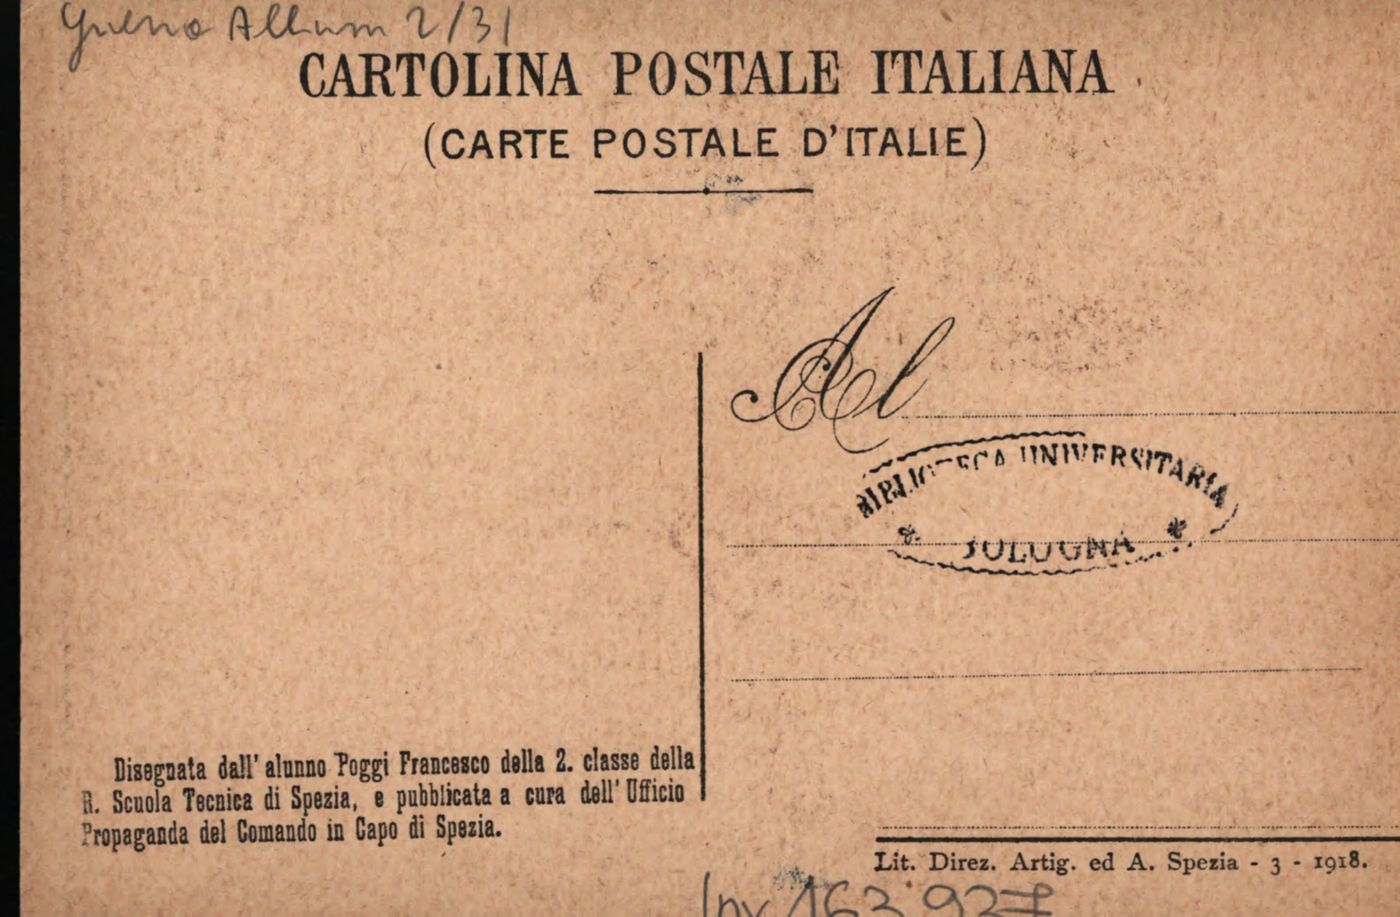 Album 2/31
CARTOLINA POSTALE ITALIANA
(CARTE POSTALE D'ITALIE)
Al
BIBLIOTECA UNIVERSITARIA
* BOLOGNA *
Disegnata dall' alunno Poggi Francesco della 2. classe della
R. Scuola Tecnica di Spezia, e pubblicata a cura dell' Ufficio
Propaganda del Comando in Capo di Spezia.
Lit. Direz. Artig. ed A. Spezia - 3 - 1918.
Inv 163 927